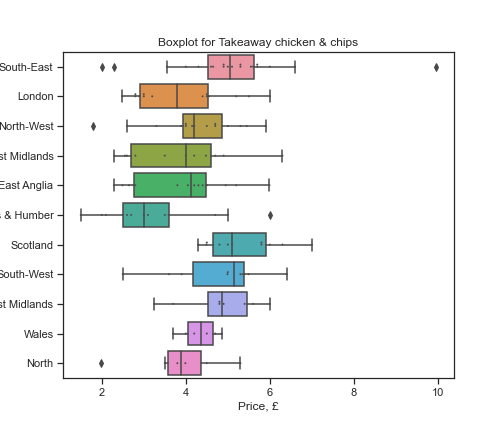 Boxplot for Takeaway chicken & chips
South-East
London
North-West
st Midlands
East Anglia
s & Humber
Scotland
South-West
st Midlands
Wales
North
2 4 6 8 10
Price, £